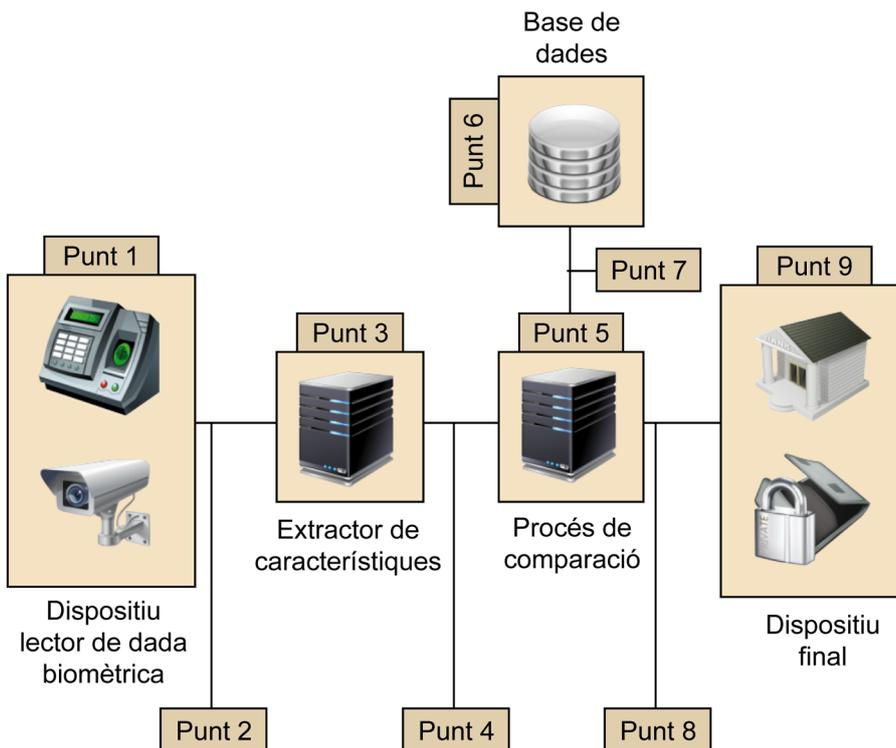 Base de
dades
Punt 6
Punt 7
Punt 1
Punt 9
Punt 3
Punt 5
PRIVATE
Extractor de
característiques
Procés de
comparació
Dispositiu
lector de dada
biomètrica
Dispositiu
final
Punt 2
Punt 4
Punt 8